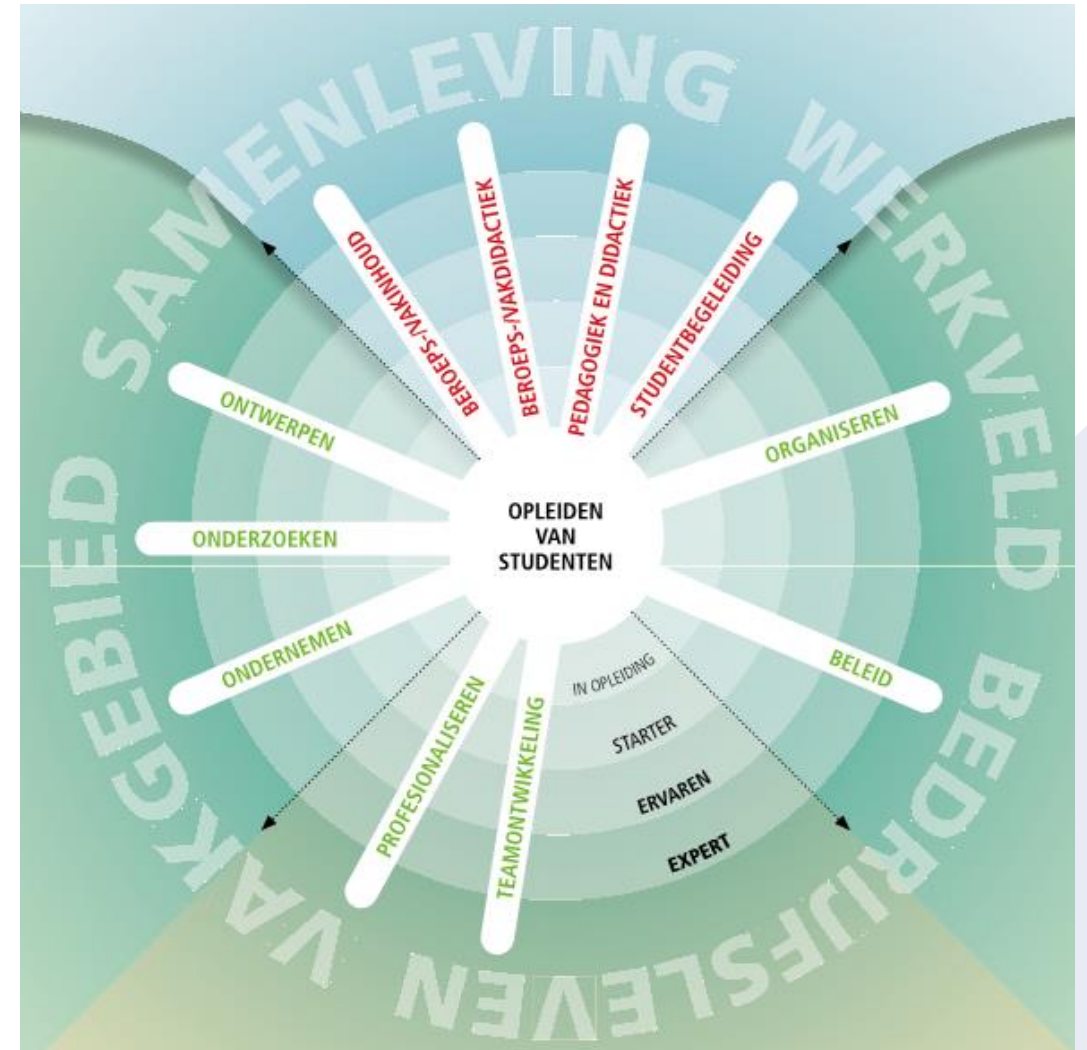 SAMENLEVING WERKVELD BEDRIJFSLEVEN VAKGEBIED
BEROEPS-/VAKINHOUD
BEROEPS-/VAKDIDACTIEK
PEDAGOGIEK EN DIDACTIEK
STUDENTBEGELEIDING
ORGANISEREN
BELEID
TEAMONTWIKKELING
PROFESIONALISEREN
ONDERNEMEN
ONDERZOEKEN
ONTWERPEN
OPLEIDEN
VAN
STUDENTEN
IN OPLEIDING
STARTER
ERVAREN
EXPERT